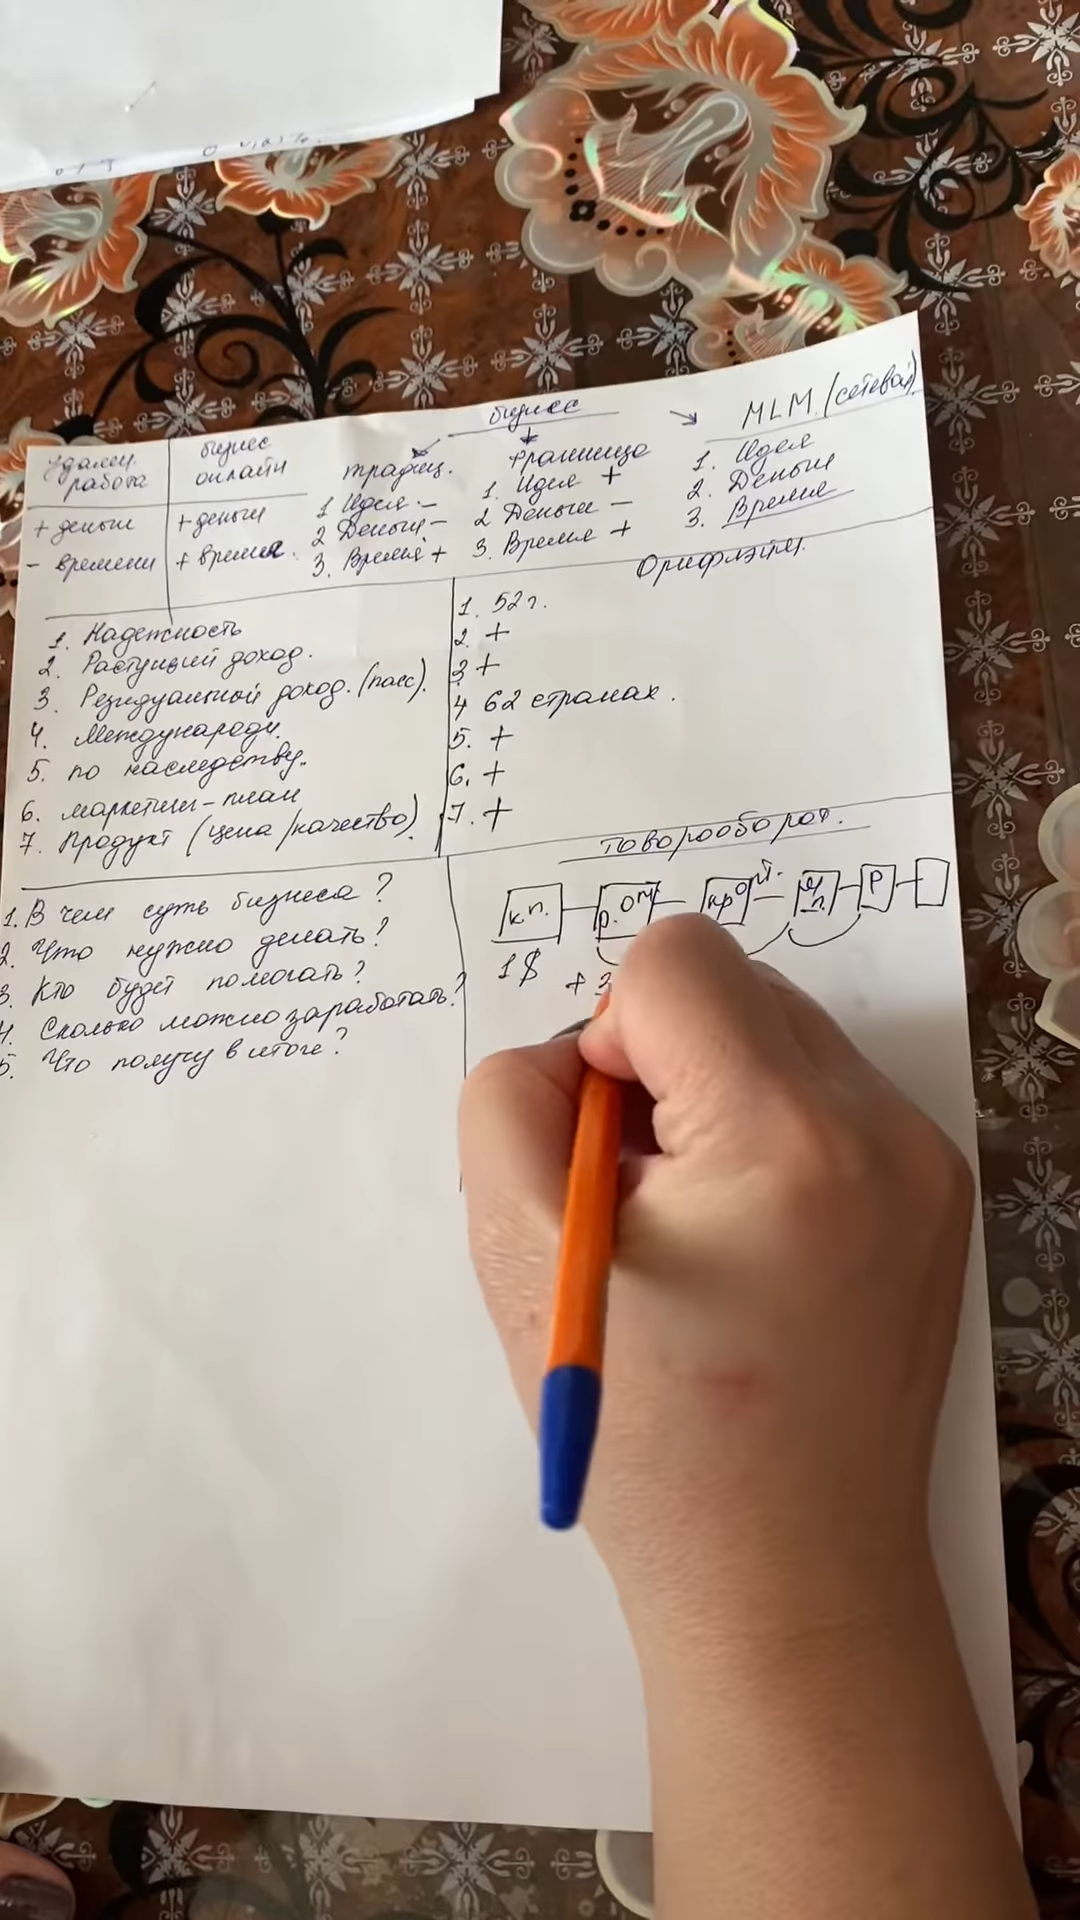 бизнес
MLM. (сетевой)
Удален. работа
бизнес онлайн
традиц.
Франшиза
+ деньги
- времени
+ деньги
+ время.
1 Идея -
2 Деньги -
3. Время +
1. Идея +
2 Деньги -
3. Время +
1. Идея
2. Деньги
3. Время
Орифлэйм.
1. Надежность
2. Растущий доход.
3. Резидуальный доход. (пасс).
4. Международн.
5. по наследству.
6. маркетинг-план
7. Продукт (цена/качество).
1. 52 г.
2. +
3 +
4 62 странах.
5. +
6. +
7. +
товарооборот.
1. В чем суть бизнеса?
2. Что нужно делать?
3. Кто будет помогать?
4. Сколько можно заработать?
5. Что получу в итоге?
к.п.
р.опт
кр опт.
М.п.
Р
1$
+ 3